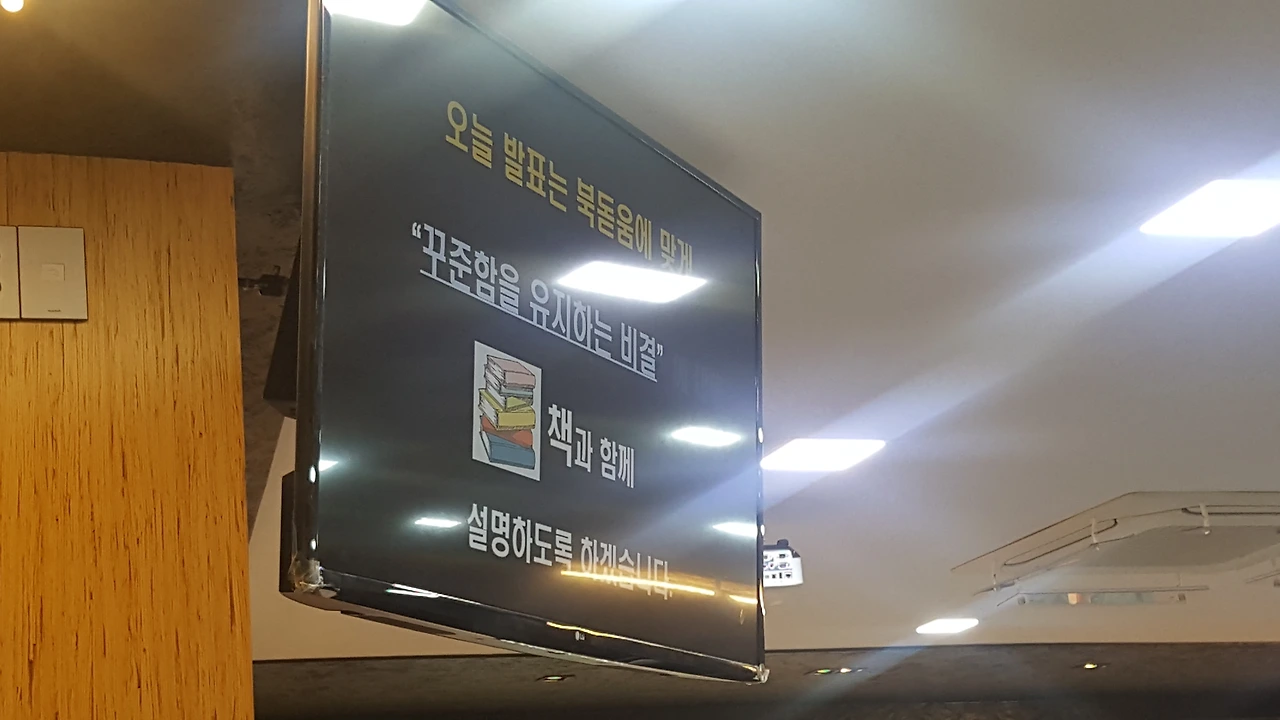 오늘 발표는 북돋움에 맞게
“꾸준함을 유지하는 비결”
책과 함께
설명하도록 하겠습니다